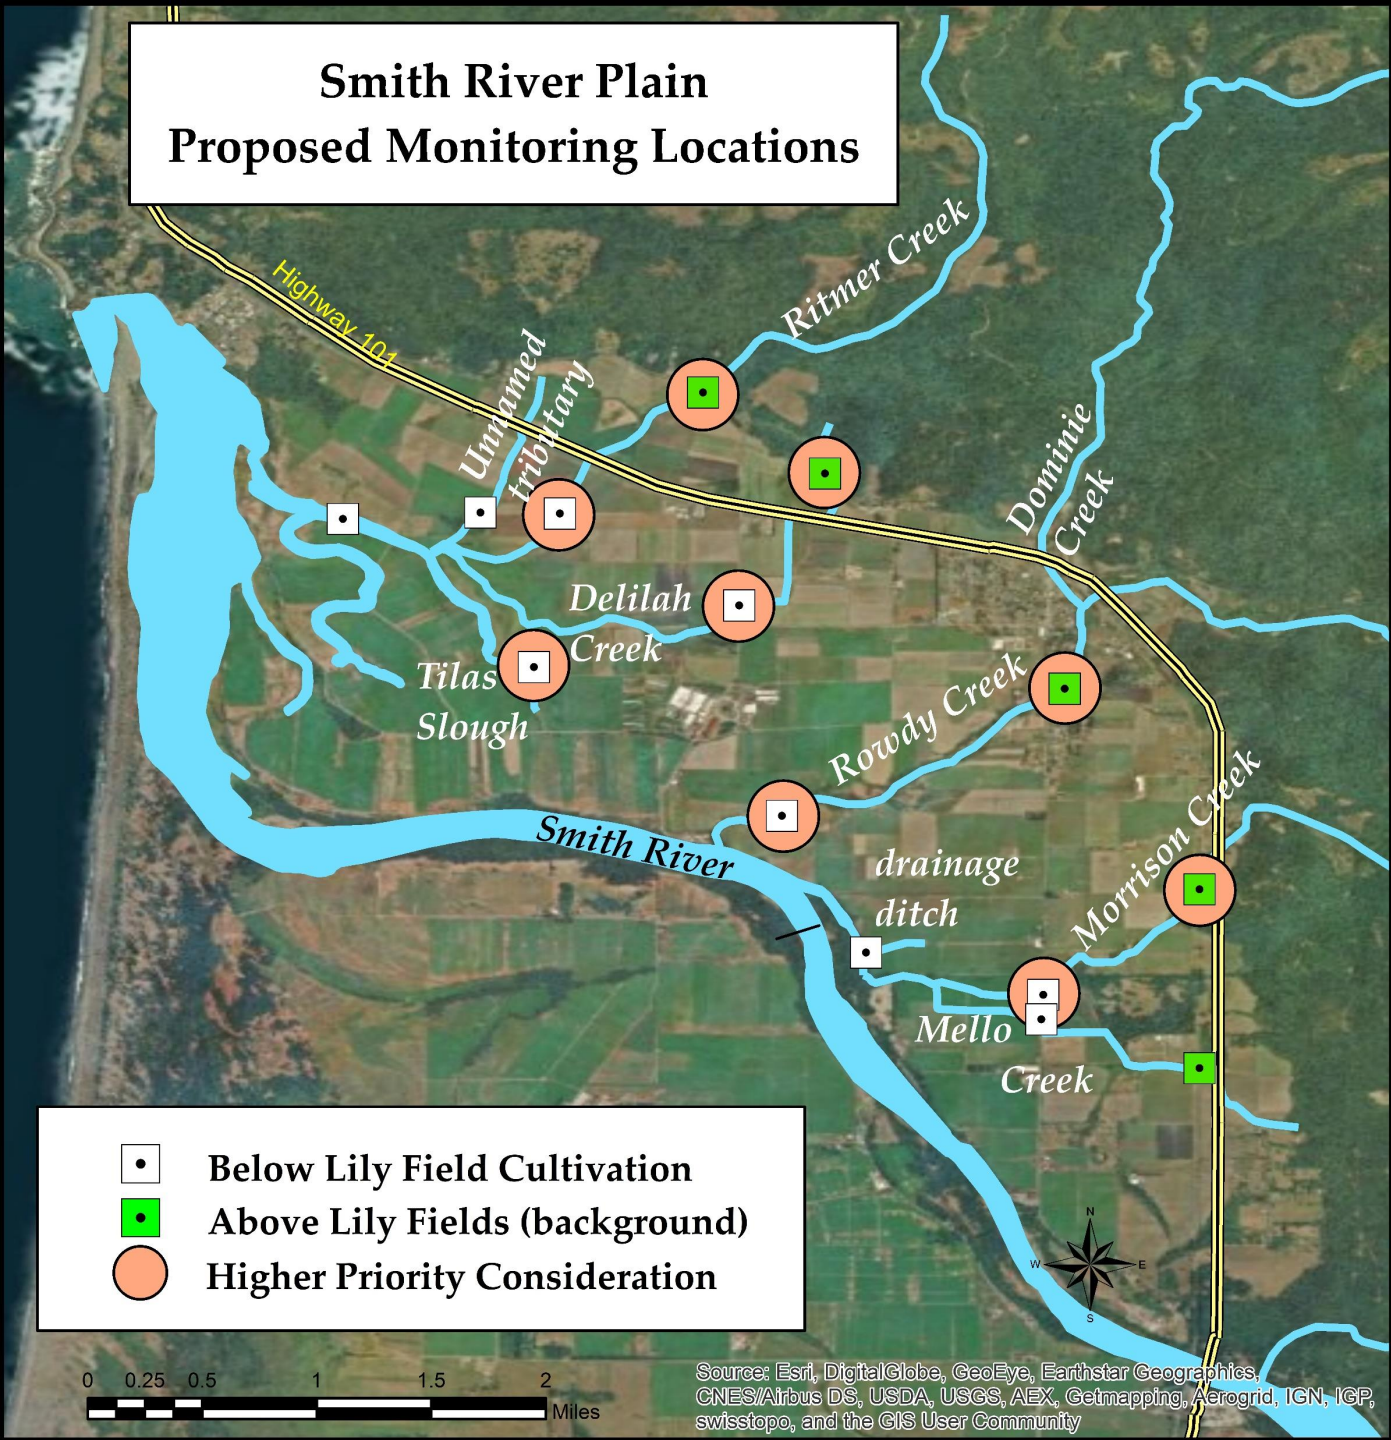 Smith River Plain
Proposed Monitoring Locations
Highway 101
Ritmer Creek
Unnamed
tributary
Dominie
Creek
Delilah
Creek
Tilas
Slough
Rowdy Creek
Smith River
Morrison Creek
drainage
ditch
Mello
Creek
Below Lily Field Cultivation
Above Lily Fields (background)
Higher Priority Consideration
N
W
E
S
0 0.25 0.5 1 1.5 2
Miles
Source: Esri, DigitalGlobe, GeoEye, Earthstar Geographics,
CNES/Airbus DS, USDA, USGS, AEX, Getmapping, Aerogrid, IGN, IGP,
swisstopo, and the GIS User Community